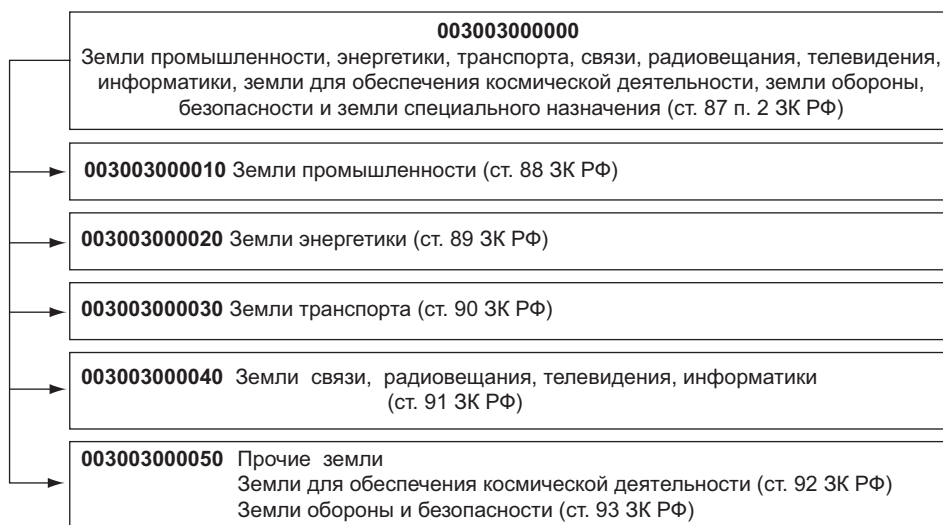 003003000000
Земли промышленности, энергетики, транспорта, связи, радиовещания, телевидения,
информатики, земли для обеспечения космической деятельности, земли обороны,
безопасности и земли специального назначения (ст. 87 п. 2 ЗК РФ)
003003000010 Земли промышленности (ст. 88 ЗК РФ)
003003000020 Земли энергетики (ст. 89 ЗК РФ)
003003000030 Земли транспорта (ст. 90 ЗК РФ)
003003000040 Земли связи, радиовещания, телевидения, информатики
(ст. 91 ЗК РФ)
003003000050 Прочие земли
Земли для обеспечения космической деятельности (ст. 92 ЗК РФ)
Земли обороны и безопасности (ст. 93 ЗК РФ)